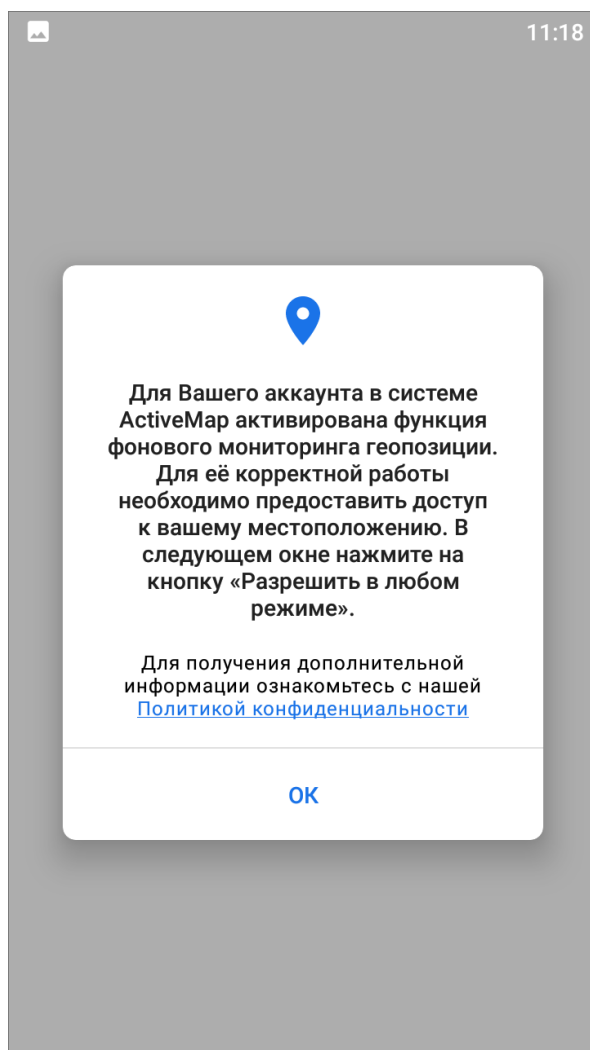 11:18
Для Вашего аккаунта в системе
ActiveMap активирована функция
фонового мониторинга геопозиции.
Для её корректной работы
необходимо предоставить доступ
к вашему местоположению. В
следующем окне нажмите на
кнопку «Разрешить в любом
режиме».
Для получения дополнительной
информации ознакомьтесь с нашей
Политикой конфиденциальности
ОК